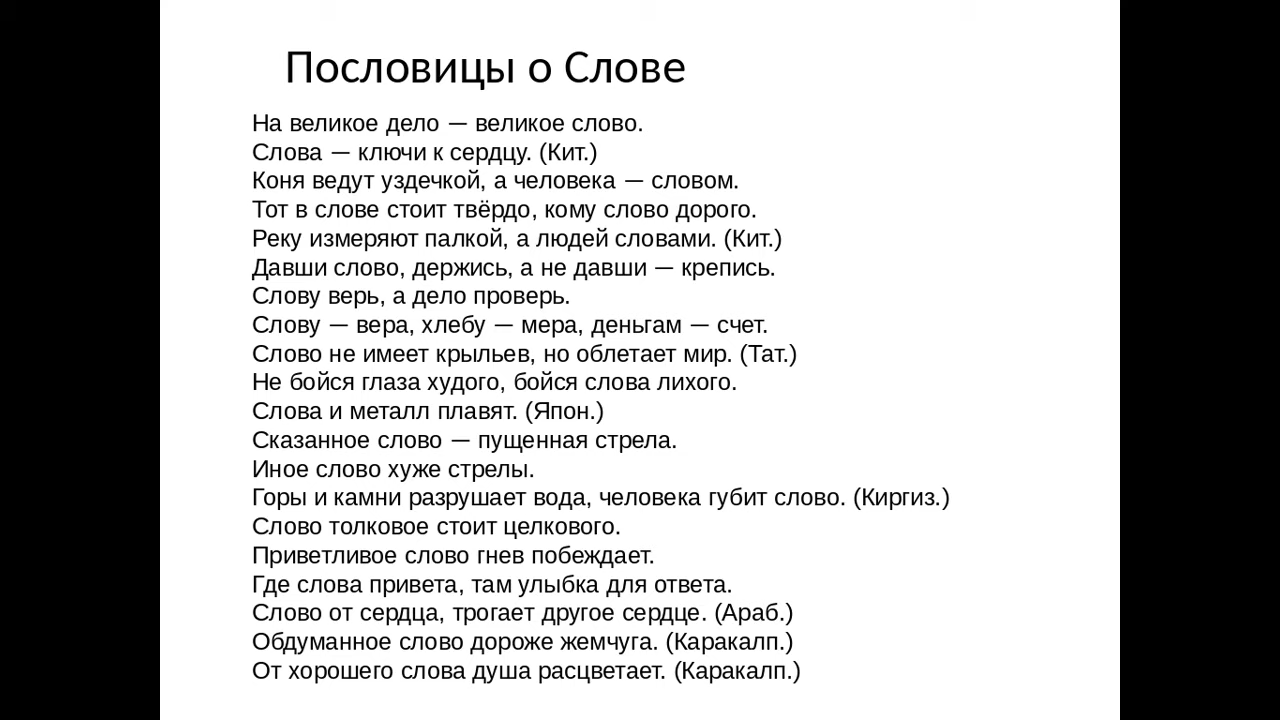 Пословицы о Слове
На великое дело — великое слово.
Слова — ключи к сердцу. (Кит.)
Коня ведут уздечкой, а человека — словом.
Тот в слове стоит твёрдо, кому слово дорого.
Реку измеряют палкой, а людей словами. (Кит.)
Давши слово, держись, а не давши — крепись.
Слову верь, а дело проверь.
Слову — вера, хлебу — мера, деньгам — счет.
Слово не имеет крыльев, но облетает мир. (Тат.)
Не бойся глаза худого, бойся слова лихого.
Слова и металл плавят. (Япон.)
Сказанное слово — пущенная стрела.
Иное слово хуже стрелы.
Горы и камни разрушает вода, человека губит слово. (Киргиз.)
Слово толковое стоит целкового.
Приветливое слово гнев побеждает.
Где слова привета, там улыбка для ответа.
Слово от сердца, трогает другое сердце. (Араб.)
Обдуманное слово дороже жемчуга. (Каракалп.)
От хорошего слова душа расцветает. (Каракалп.)